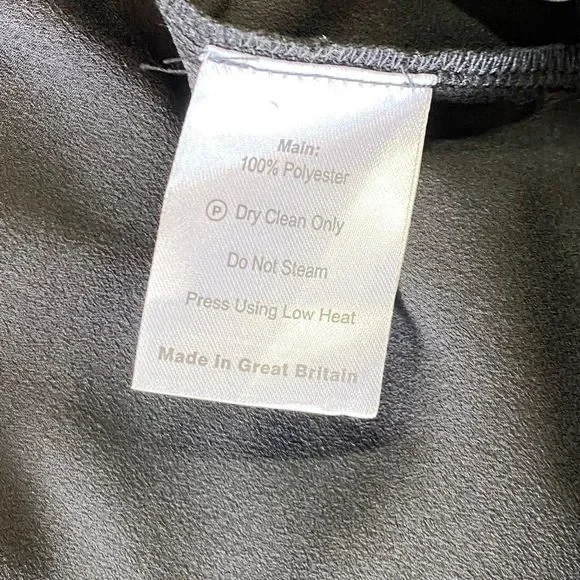 Main:
100% Polyester
P Dry Clean Only
Do Not Steam
Press Using Low Heat
Made In Great Britain